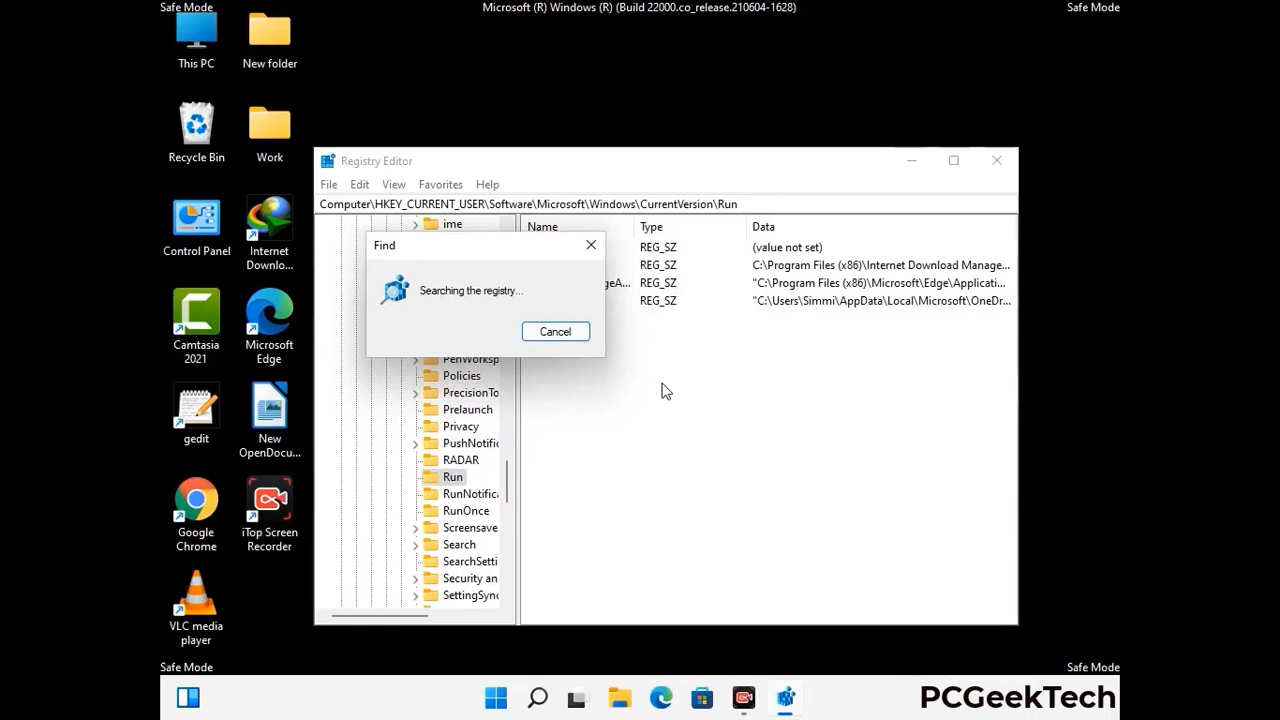 Safe Mode
Microsoft (R) Windows (R) (Build 22000.co_release.210604-1628)
Safe Mode
This PC
New folder
Recycle Bin
Work
Control Panel
Internet
Downlo...
Camtasia
2021
Microsoft
Edge
gedit
New
OpenDocu...
Google
Chrome
iTop Screen
Recorder
VLC media
player
Registry Editor
File Edit View Favorites Help
Computer\HKEY_CURRENT_USER\Software\Microsoft\Windows\CurrentVersion\Run
ime
PenWorksp
Policies
PrecisionTo
Prelaunch
Privacy
PushNotific
RADAR
Run
RunNotifica
RunOnce
Screensave
Search
SearchSetti
Security an
SettingSync
Name Type Data
REG_SZ (value not set)
REG_SZ C:\Program Files (x86)\Internet Download Manage...
geA... REG_SZ "C:\Program Files (x86)\Microsoft\Edge\Applicati...
REG_SZ "C:\Users\Simmi\AppData\Local\Microsoft\OneDr...
Find
Searching the registry...
Cancel
Safe Mode
Safe Mode
PCGeekTech